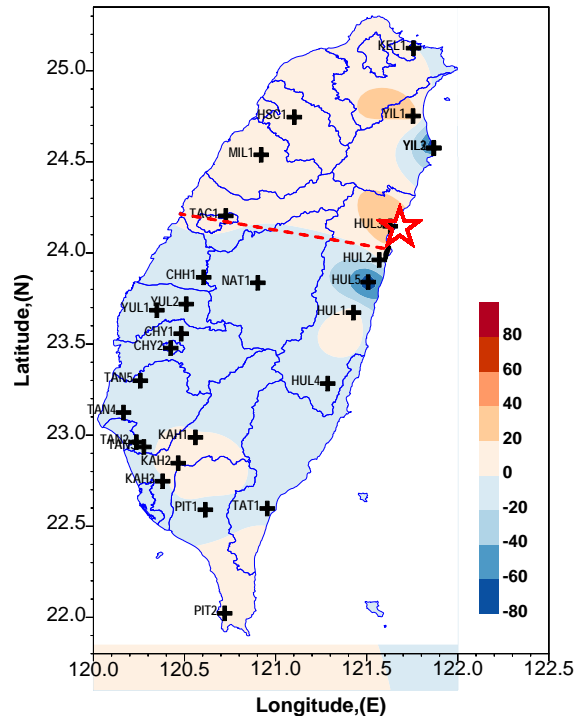 Latitude,(N)
25.0
24.5
24.0
23.5
23.0
22.5
22.0
120.0
120.5
121.0
121.5
122.0
122.5
Longitude,(E)
KEL1
HSC1
YIL1
MIL1
YIL2
TAC1
HUL3
HUL2
CHH1
NAT1
HUL5
YUL2
YUL1
HUL1
CHY1
CHY2
TAN5
HUL4
TAN4
KAH1
TAN2
KAH2
KAH3
PIT1
TAT1
PIT2
80
60
40
20
0
-20
-40
-60
-80